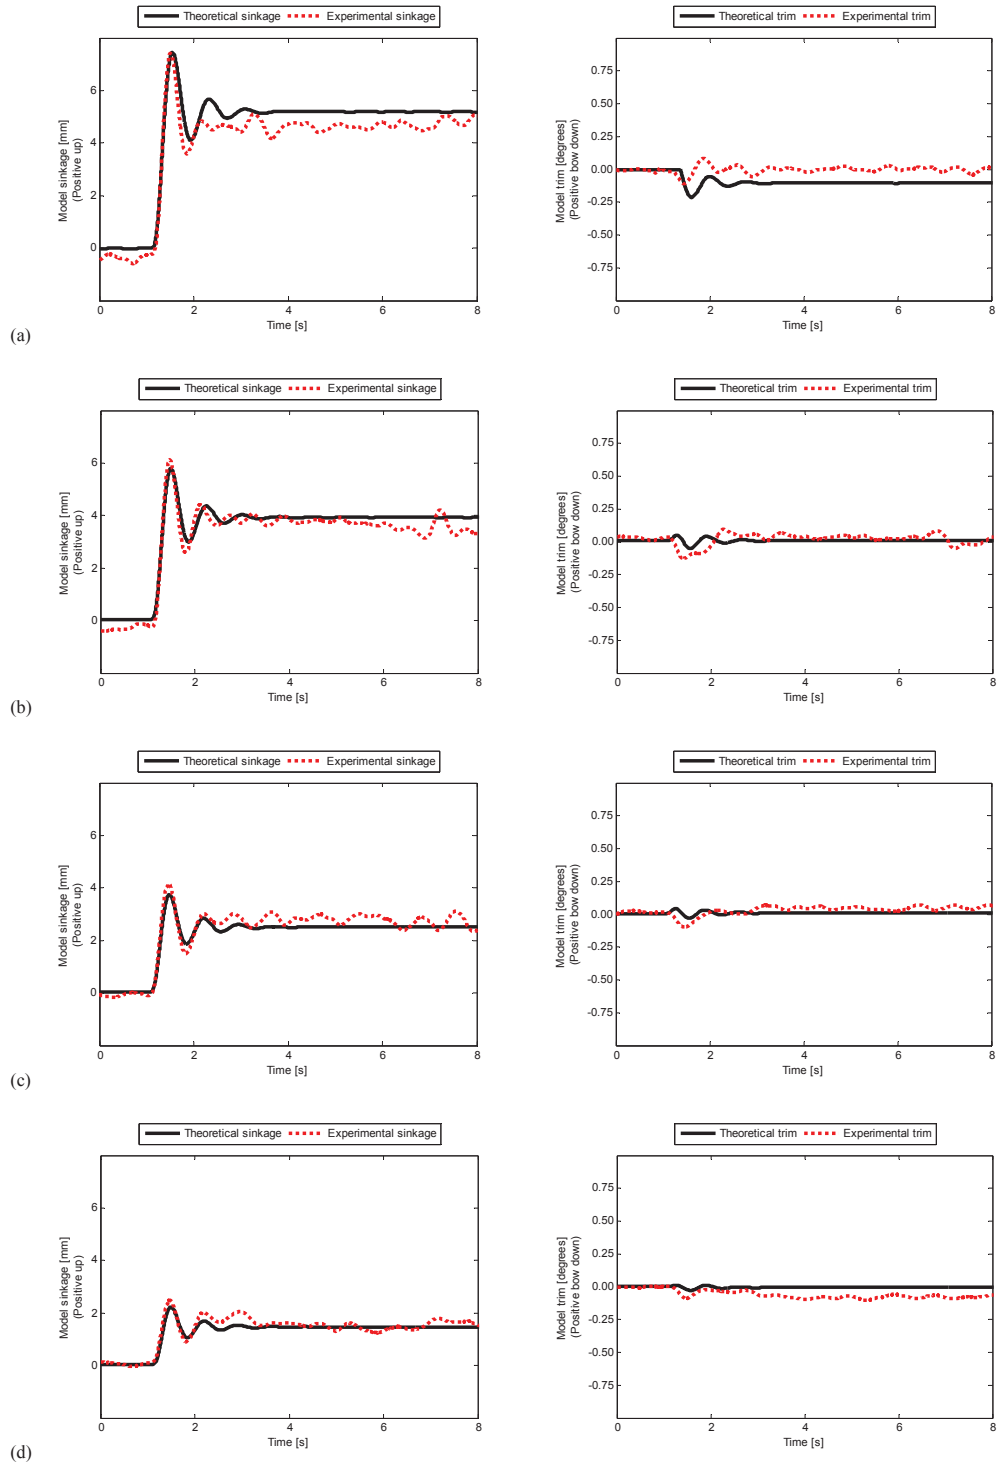 Theoretical sinkage Experimental sinkage
Model sinkage [mm]
(Positive up)
6
4
2
0
0 2 4 6 8
Time [s]
Theoretical trim Experimental trim
Model trim [degrees]
(Positive bow down)
0.75
0.50
0.25
0.00
-0.25
-0.50
-0.75
0 2 4 6 8
Time [s]
(a)
Theoretical sinkage Experimental sinkage
Model sinkage [mm]
(Positive up)
6
4
2
0
0 2 4 6 8
Time [s]
Theoretical trim Experimental trim
Model trim [degrees]
(Positive bow down)
0.75
0.50
0.25
0.00
-0.25
-0.50
-0.75
0 2 4 6 8
Time [s]
(b)
Theoretical sinkage Experimental sinkage
Model sinkage [mm]
(Positive up)
6
4
2
0
0 2 4 6 8
Time [s]
Theoretical trim Experimental trim
Model trim [degrees]
(Positive bow down)
0.75
0.50
0.25
0.00
-0.25
-0.50
-0.75
0 2 4 6 8
Time [s]
(c)
Theoretical sinkage Experimental sinkage
Model sinkage [mm]
(Positive up)
6
4
2
0
0 2 4 6 8
Time [s]
Theoretical trim Experimental trim
Model trim [degrees]
(Positive bow down)
0.75
0.50
0.25
0.00
-0.25
-0.50
-0.75
0 2 4 6 8
Time [s]
(d)